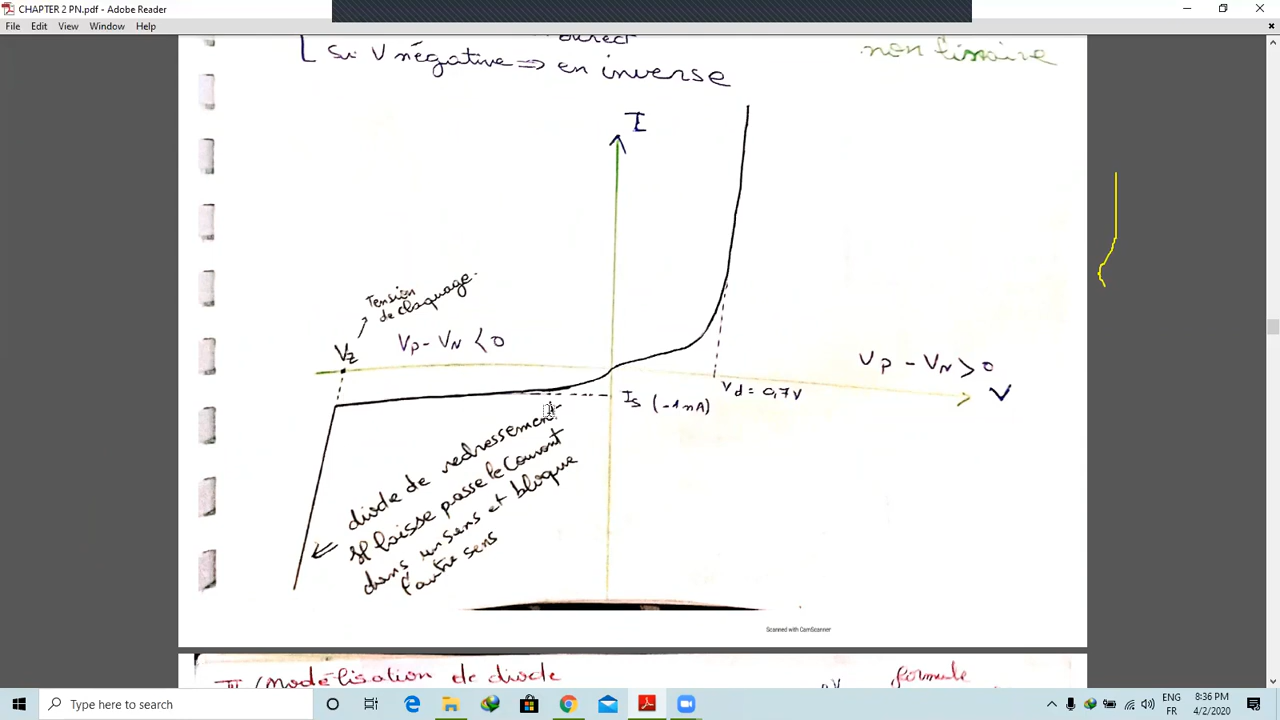 CHAPTER 2 PN.pdf - Adobe Reader
File Edit View Window Help
direct
Si V négative => en inverse
non linéaire
I
Tension
de claquage.
Vz
Vp - VN < 0
Vp - VN > 0
Vd = 0,7V
V
Is (-1nA)
diode de redressement
il laisse passe le courant
dans un sens et bloque
l'autre sens
Scanned with CamScanner
II / Modélisation de diode
formule
Type here to search
ENG
FR
8:36 PM
4/2/2020